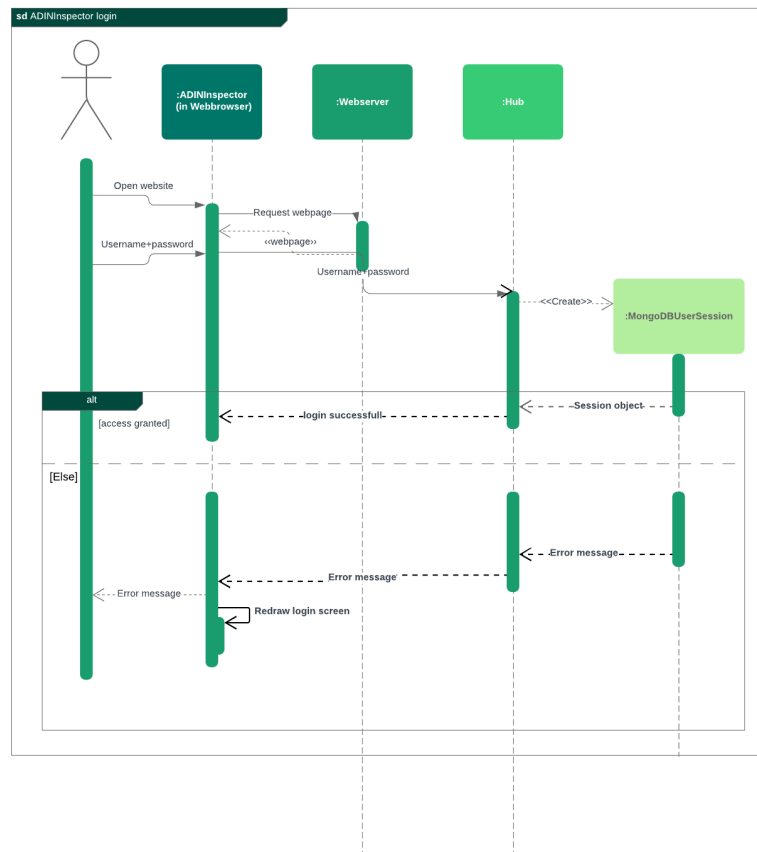 sd ADINInspector login
:ADINInspector
(in Webbrowser)
:Webserver
:Hub
Open website
Request webpage
‹‹webpage››
Username+password
Username+password
<<Create>>
:MongoDBUserSession
alt
[access granted]
Session object
login successfull
[Else]
Error message
Error message
Error message
Redraw login screen